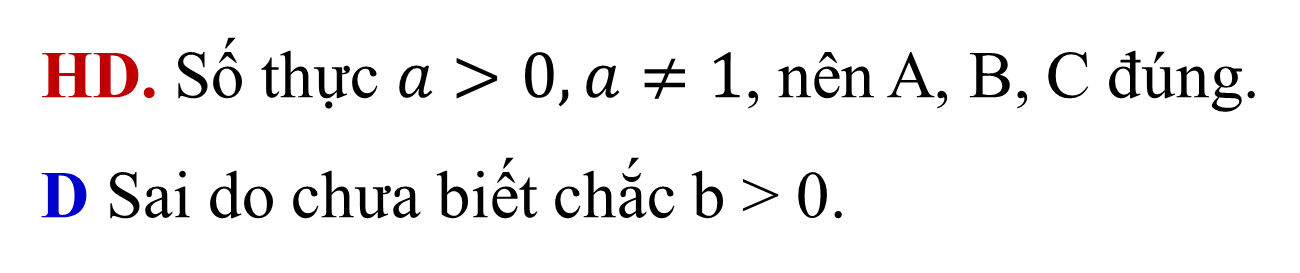 HD. Số thực a > 0, a ≠ 1, nên A, B, C đúng.
D Sai do chưa biết chắc b > 0.